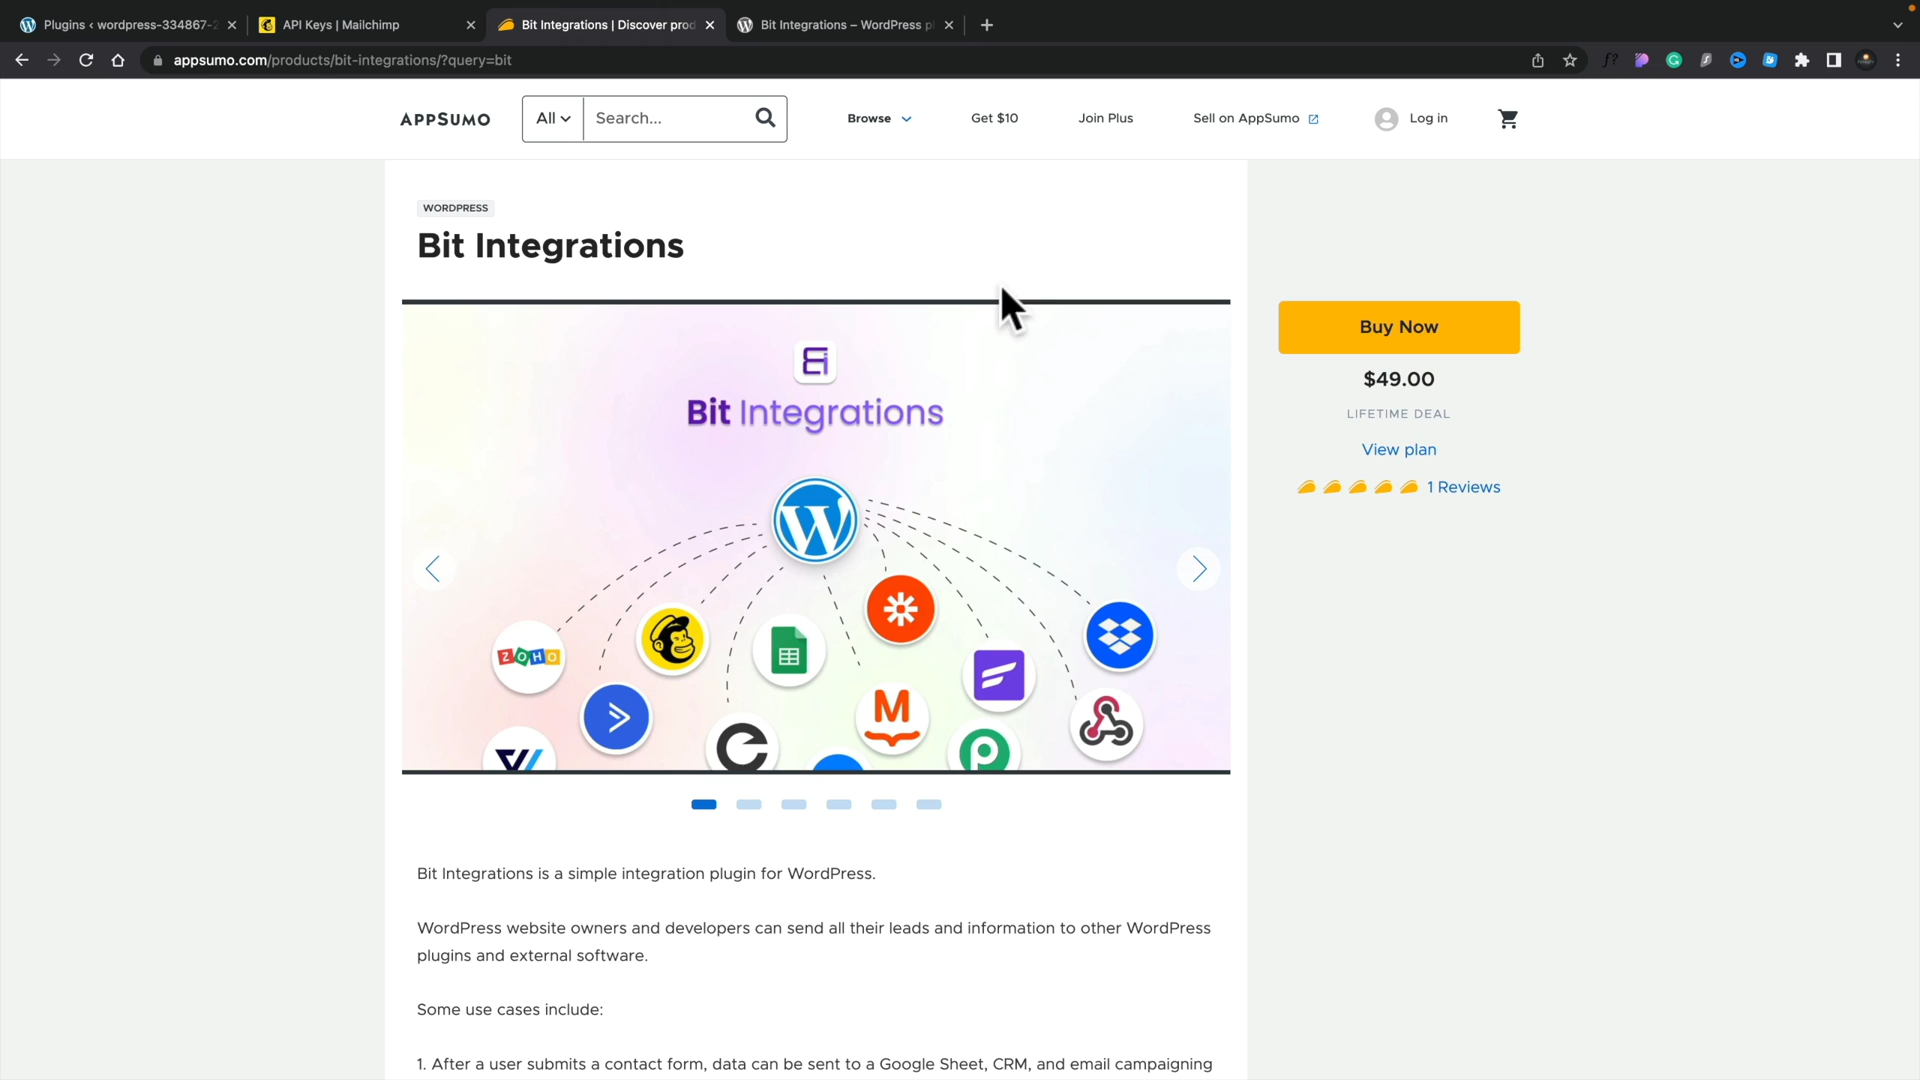 Plugins < wordpress-334867-2
API Keys | Mailchimp
Bit Integrations | Discover prod
Bit Integrations – WordPress pl
appsumo.com/products/bit-integrations/?query=bit
APPSUMO
All
Search...
Browse
Get $10
Join Plus
Sell on AppSumo
Log in
WORDPRESS
Bit Integrations
Buy Now
$49.00
LIFETIME DEAL
View plan
1 Reviews
Bit Integrations
ZOHO
Bit Integrations is a simple integration plugin for WordPress.
WordPress website owners and developers can send all their leads and information to other WordPress
plugins and external software.
Some use cases include:
1. After a user submits a contact form, data can be sent to a Google Sheet, CRM, and email campaigning